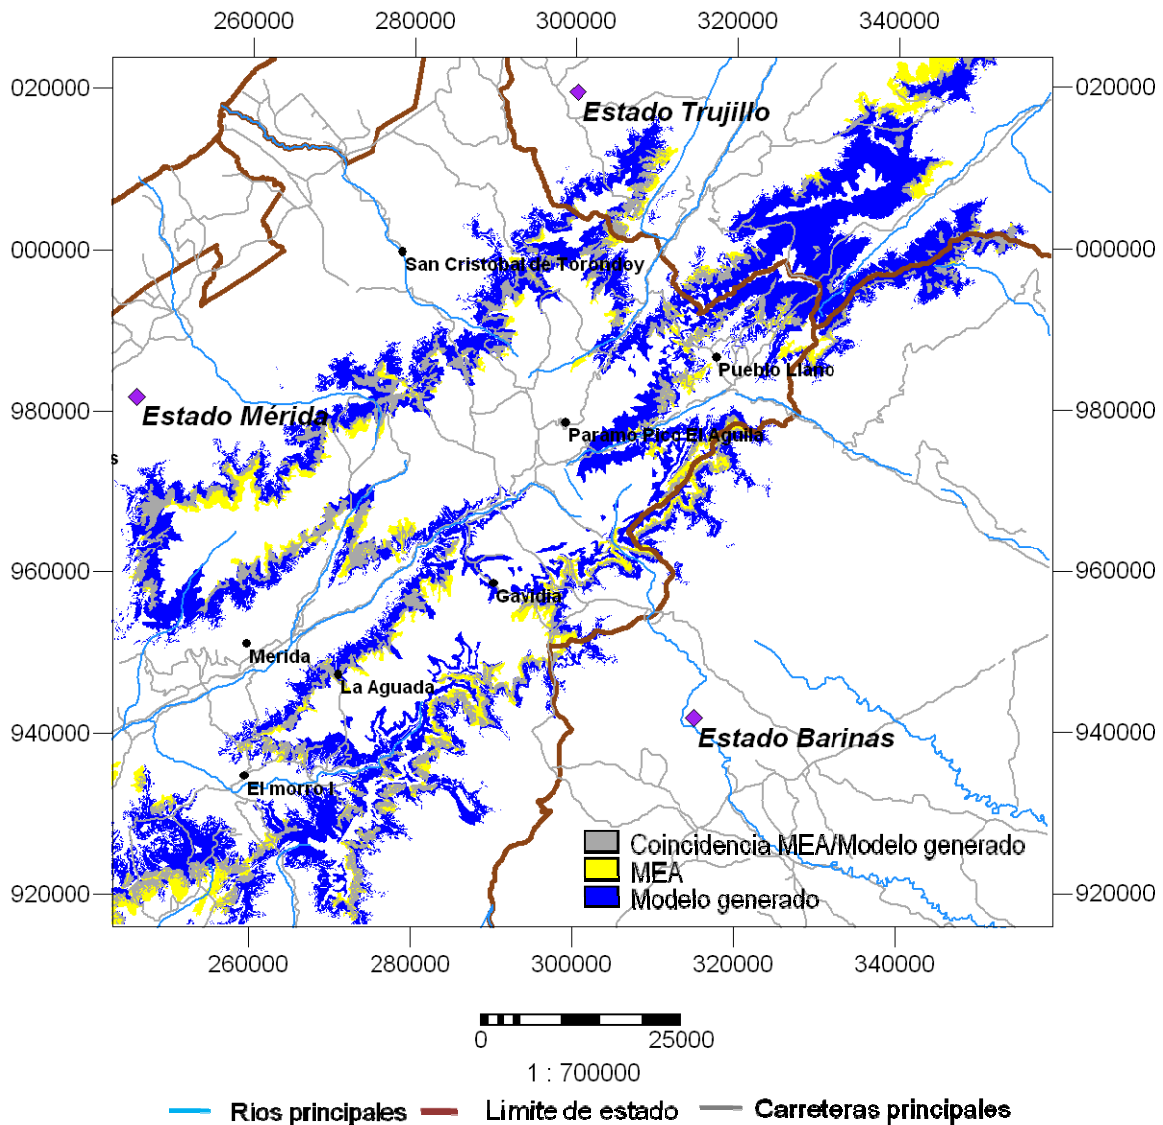 260000 280000 300000 320000 340000
020000 020000
Estado Trujillo
000000 000000
San Cristobal de Torondoy
Pueblo Llano
980000 980000
Estado Mérida
Paramo Pico El Aguila
s
960000 960000
Gavidia
Merida
La Aguada
940000 940000
Estado Barinas
El morro I
Coincidencia MEA/Modelo generado
MEA
Modelo generado
920000 920000
260000 280000 300000 320000 340000
0 25000
1 : 700000
Rios principales Limite de estado Carreteras principales